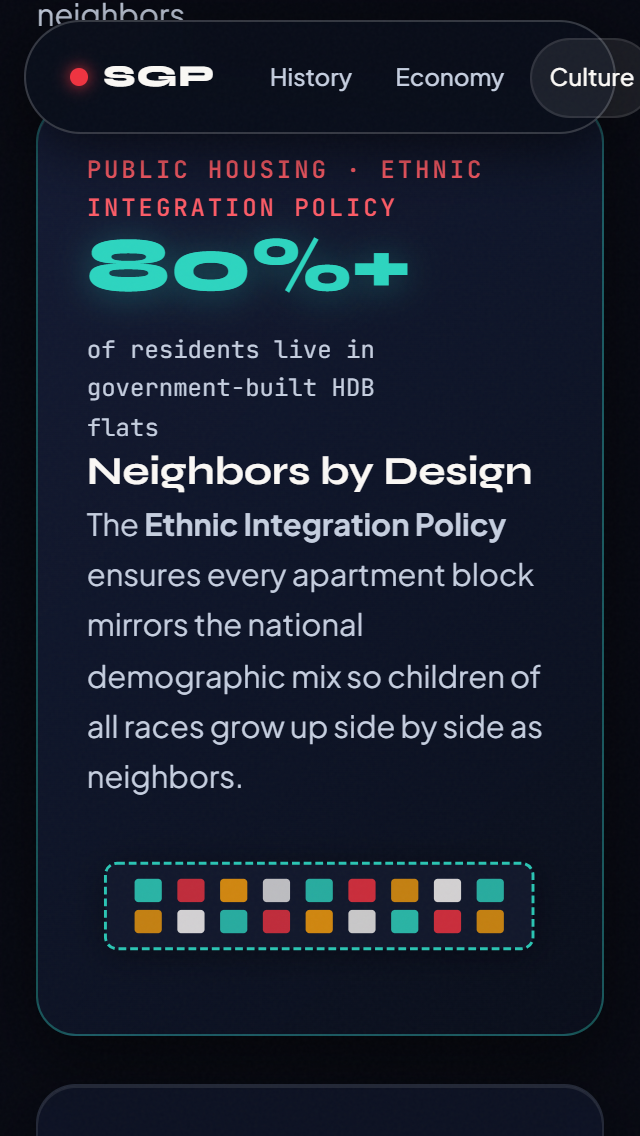 neighbors
SGP History Economy Culture
PUBLIC HOUSING · ETHNIC
INTEGRATION POLICY
80%+
of residents live in
government-built HDB
flats
Neighbors by Design
The Ethnic Integration Policy
ensures every apartment block
mirrors the national
demographic mix so children of
all races grow up side by side as
neighbors.